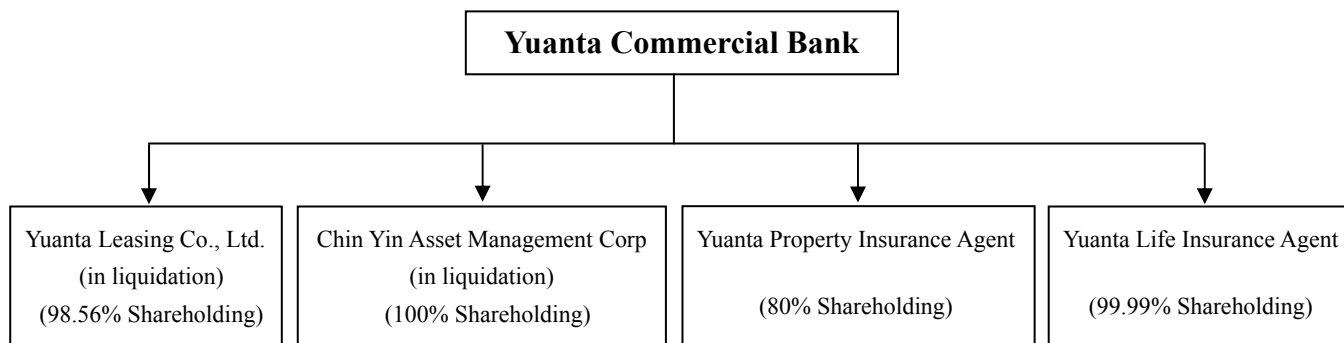 Yuanta Commercial Bank
Yuanta Leasing Co., Ltd.
(in liquidation)
(98.56% Shareholding)
Chin Yin Asset Management Corp
(in liquidation)
(100% Shareholding)
Yuanta Property Insurance Agent
(80% Shareholding)
Yuanta Life Insurance Agent
(99.99% Shareholding)